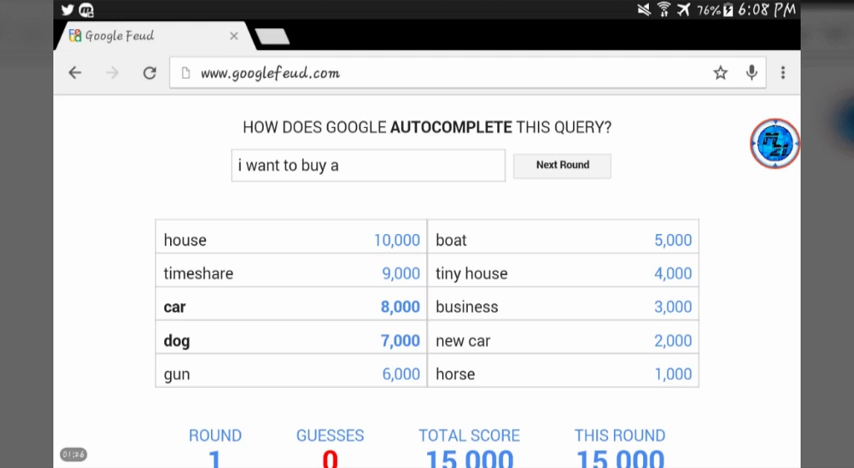 76% 6:08 PM
Google Feud
www.googlefeud.com
HOW DOES GOOGLE AUTOCOMPLETE THIS QUERY?
i want to buy a Next Round
house 10,000 boat 5,000
timeshare 9,000 tiny house 4,000
car 8,000 business 3,000
dog 7,000 new car 2,000
gun 6,000 horse 1,000
ROUND GUESSES TOTAL SCORE THIS ROUND
1 0 15,000 15,000